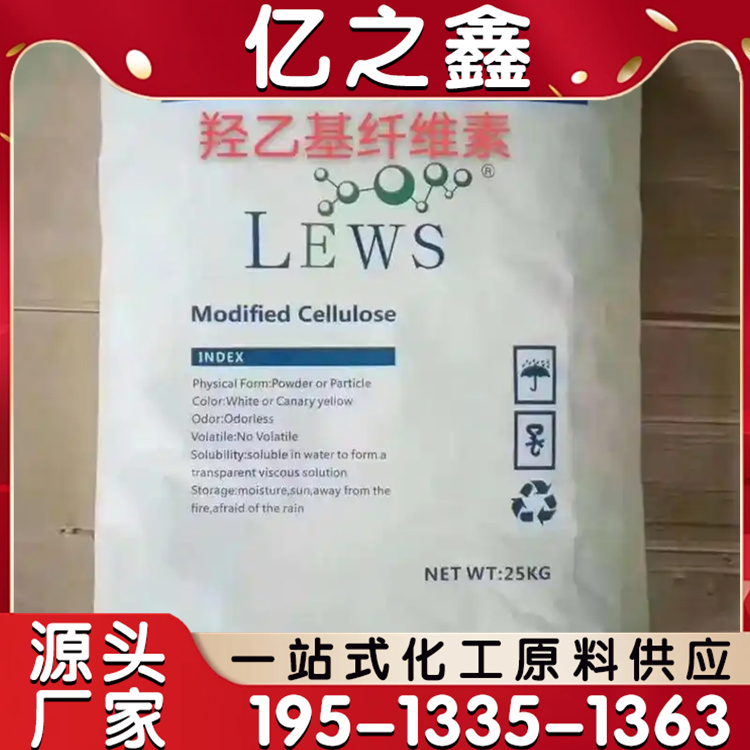 亿之鑫
羟乙基纤维素
®
LEWS
Modified Cellulose
INDEX
Physical Form:Powder or Particle
Color:White or Canary yellow
Odor:Odorless
Volatile:No Volatile
Solubility:soluble in water to form a
transparent viscous solution
Storage:moisture,sun,away from the
fire,afraid of the rain
NET WT:25KG
源头
厂家
一站式化工原料供应
195-1335-1363